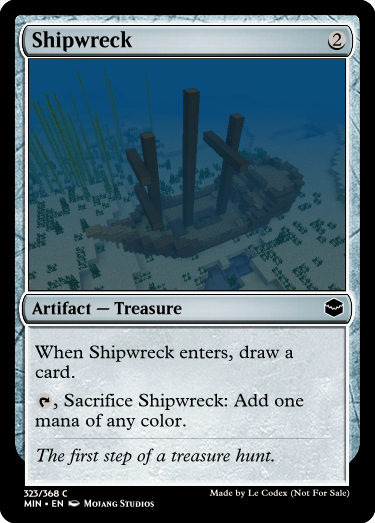 Shipwreck 2
Artifact — Treasure
When Shipwreck enters, draw a
card.
, Sacrifice Shipwreck: Add one
mana of any color.
The first step of a treasure hunt.
323/368 C Made by Le Codex (Not For Sale)
MIN • EN Mojang Studios